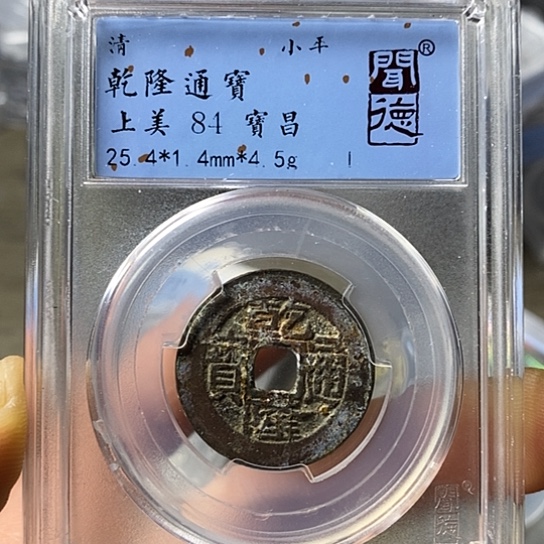 清 小平
乾隆通寶
上美 84 寶昌
25.4*1.4mm*4.5g
聞德®
乾隆通寶